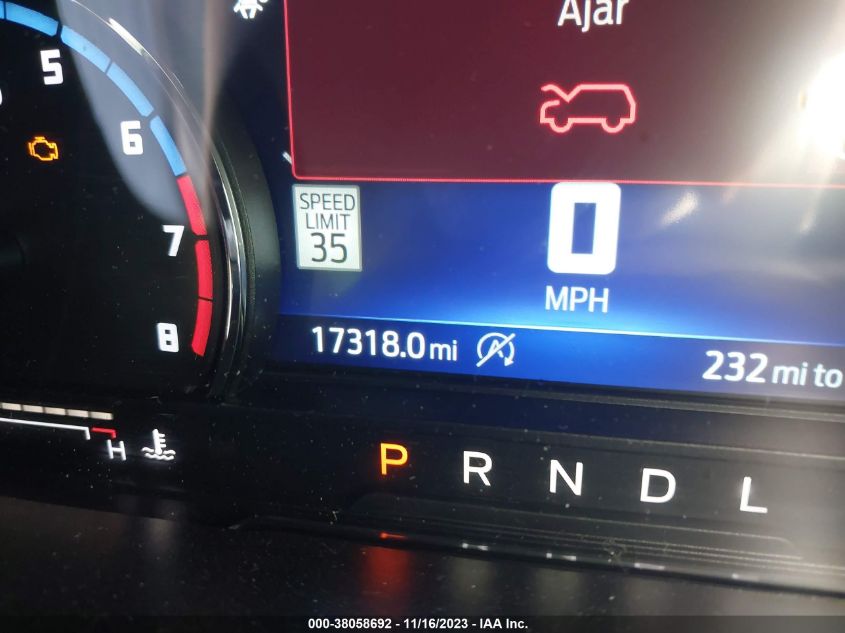 Ajar
5
6
7
8
SPEED
LIMIT
35
0
MPH
17318.0 mi
232 mi to
H
P R N D L
000-38058692 - 11/16/2023 - IAA Inc.